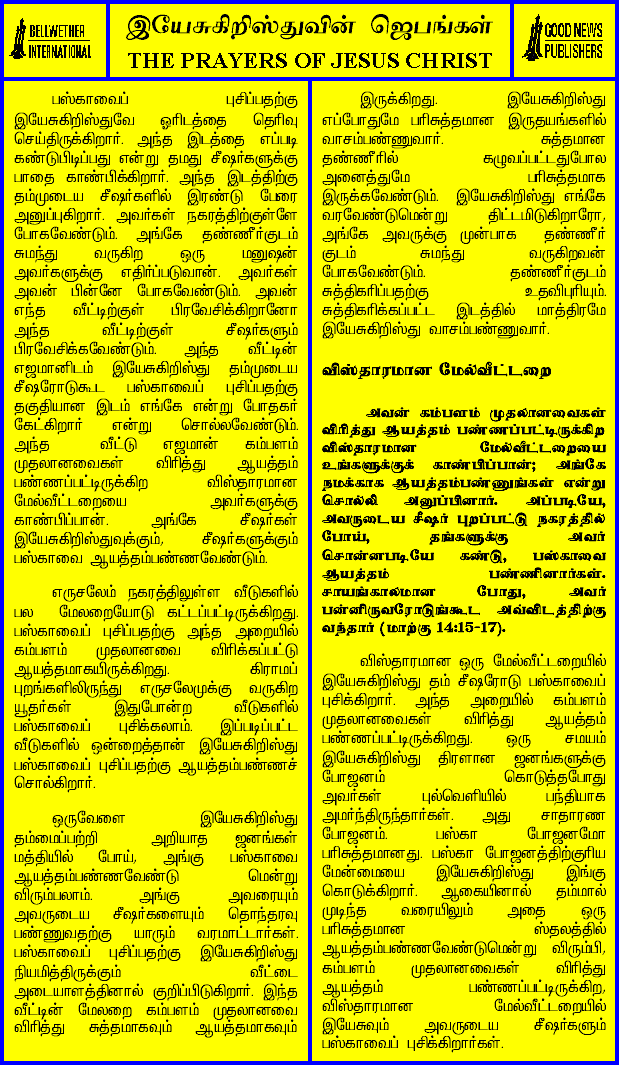 BELLWETHER
INTERNATIONAL
இயேசுகிறிஸ்துவின் ஜெபங்கள்
THE PRAYERS OF JESUS CHRIST
GOOD NEWS
PUBLISHERS
பஸ்காவைப் புசிப்பதற்கு
இயேசுகிறிஸ்துவே ஓரிடத்தை தெரிவு
செய்திருக்கிறார். அந்த இடத்தை எப்படி
கண்டுபிடிப்பது என்று தமது சீஷர்களுக்கு
பாதை காண்பிக்கிறார். அந்த இடத்திற்கு
தம்முடைய சீஷர்களில் இரண்டு பேரை
அனுப்புகிறார். அவர்கள் நகரத்திற்குள்ளே
போகவேண்டும். அங்கே தண்ணீர்குடம்
சுமந்து வருகிற ஒரு மனுஷன்
அவர்களுக்கு எதிர்ப்படுவான். அவர்கள்
அவன் பின்னே போகவேண்டும். அவன்
எந்த வீட்டிற்குள் பிரவேசிக்கிறானோ
அந்த வீட்டிற்குள் சீஷர்களும்
பிரவேசிக்கவேண்டும். அந்த வீட்டின்
எஜமானிடம் இயேசுகிறிஸ்து தம்முடைய
சீஷரோடுகூட பஸ்காவைப் புசிப்பதற்கு
தகுதியான இடம் எங்கே என்று போதகர்
கேட்கிறார் என்று சொல்லவேண்டும்.
அந்த வீட்டு எஜமான் கம்பளம்
முதலானவைகள் விரித்து ஆயத்தம்
பண்ணப்பட்டிருக்கிற விஸ்தாரமான
மேல்வீட்டறையை அவர்களுக்கு
காண்பிப்பான். அங்கே சீஷர்கள்
இயேசுகிறிஸ்துவுக்கும், சீஷர்களுக்கும்
பஸ்காவை ஆயத்தம்பண்ணவேண்டும்.
எருசலேம் நகரத்திலுள்ள வீடுகளில்
பல மேலறையோடு கட்டப்பட்டிருக்கிறது.
பஸ்காவைப் புசிப்பதற்கு அந்த அறையில்
கம்பளம் முதலானவை விரிக்கப்பட்டு
ஆயத்தமாகயிருக்கிறது. கிராமப்
புறங்களிலிருந்து எருசலேமுக்கு வருகிற
யூதர்கள் இதுபோன்ற வீடுகளில்
பஸ்காவைப் புசிக்கலாம். இப்படிப்பட்ட
வீடுகளில் ஒன்றைத்தான் இயேசுகிறிஸ்து
பஸ்காவைப் புசிப்பதற்கு ஆயத்தம்பண்ணச்
சொல்கிறார்.
ஒருவேளை இயேசுகிறிஸ்து
தம்மைப்பற்றி அறியாத ஜனங்கள்
மத்தியில் போய், அங்கு பஸ்காவை
ஆயத்தம்பண்ணவேண்டு மென்று
விரும்பலாம். அங்கு அவரையும்
அவருடைய சீஷர்களையும் தொந்தரவு
பண்ணுவதற்கு யாரும் வரமாட்டார்கள்.
பஸ்காவைப் புசிப்பதற்கு இயேசுகிறிஸ்து
நியமித்திருக்கும் வீட்டை
அடையாளத்தினால் குறிப்பிடுகிறார். இந்த
வீட்டின் மேலறை கம்பளம் முதலானவை
விரித்து சுத்தமாகவும் ஆயத்தமாகவும்
இருக்கிறது. இயேசுகிறிஸ்து
எப்போதுமே பரிசுத்தமான இருதயங்களில்
வாசம்பண்ணுவார். சுத்தமான
தண்ணீரில் கழுவப்பட்டதுபோல
அனைத்துமே பரிசுத்தமாக
இருக்கவேண்டும். இயேசுகிறிஸ்து எங்கே
வரவேண்டுமென்று திட்டமிடுகிறாரோ,
அங்கே அவருக்கு முன்பாக தண்ணீர்
குடம் சுமந்து வருகிறவன்
போகவேண்டும். தண்ணீர்குடம்
சுத்திகரிப்பதற்கு உதவிபுரியும்.
சுத்திகரிக்கப்பட்ட இடத்தில் மாத்திரமே
இயேசுகிறிஸ்து வாசம்பண்ணுவார்.
விஸ்தாரமான மேல்வீட்டறை
அவன் கம்பளம் முதலானவைகள்
விரித்து ஆயத்தம் பண்ணப்பட்டிருக்கிற
விஸ்தாரமான மேல்வீட்டறையை
உங்களுக்குக் காண்பிப்பான்; அங்கே
நமக்காக ஆயத்தம்பண்ணுங்கள் என்று
சொல்லி அனுப்பினார். அப்படியே,
அவருடைய சீஷர் புறப்பட்டு நகரத்தில்
போய், தங்களுக்கு அவர்
சொன்னபடியே கண்டு, பஸ்காவை
ஆயத்தம் பண்ணினார்கள்.
சாயங்காலமான போது, அவர்
பன்னிருவரோடுங்கூட அவ்விடத்திற்கு
வந்தார் (மாற்கு 14:15-17).
விஸ்தாரமான ஒரு மேல்வீட்டறையில்
இயேசுகிறிஸ்து தம் சீஷரோடு பஸ்காவைப்
புசிக்கிறார். அந்த அறையில் கம்பளம்
முதலானவைகள் விரித்து ஆயத்தம்
பண்ணப்பட்டிருக்கிறது. ஒரு சமயம்
இயேசுகிறிஸ்து திரளான ஜனங்களுக்கு
போஜனம் கொடுத்தபோது
அவர்கள் புல்வெளியில் பந்தியாக
அமர்ந்திருந்தார்கள். அது சாதாரண
போஜனம். பஸ்கா போஜனமோ
பரிசுத்தமானது. பஸ்கா போஜனத்திற்குரிய
மேன்மையை இயேசுகிறிஸ்து இங்கு
கொடுக்கிறார். ஆகையினால் தம்மால்
முடிந்த வரையிலும் அதை ஒரு
பரிசுத்தமான ஸ்தலத்தில்
ஆயத்தம்பண்ணவேண்டுமென்று விரும்பி,
கம்பளம் முதலானவைகள் விரித்து
ஆயத்தம் பண்ணப்பட்டிருக்கிற,
விஸ்தாரமான மேல்வீட்டறையில்
இயேசுவும் அவருடைய சீஷர்களும்
பஸ்காவைப் புசிக்கிறார்கள்.